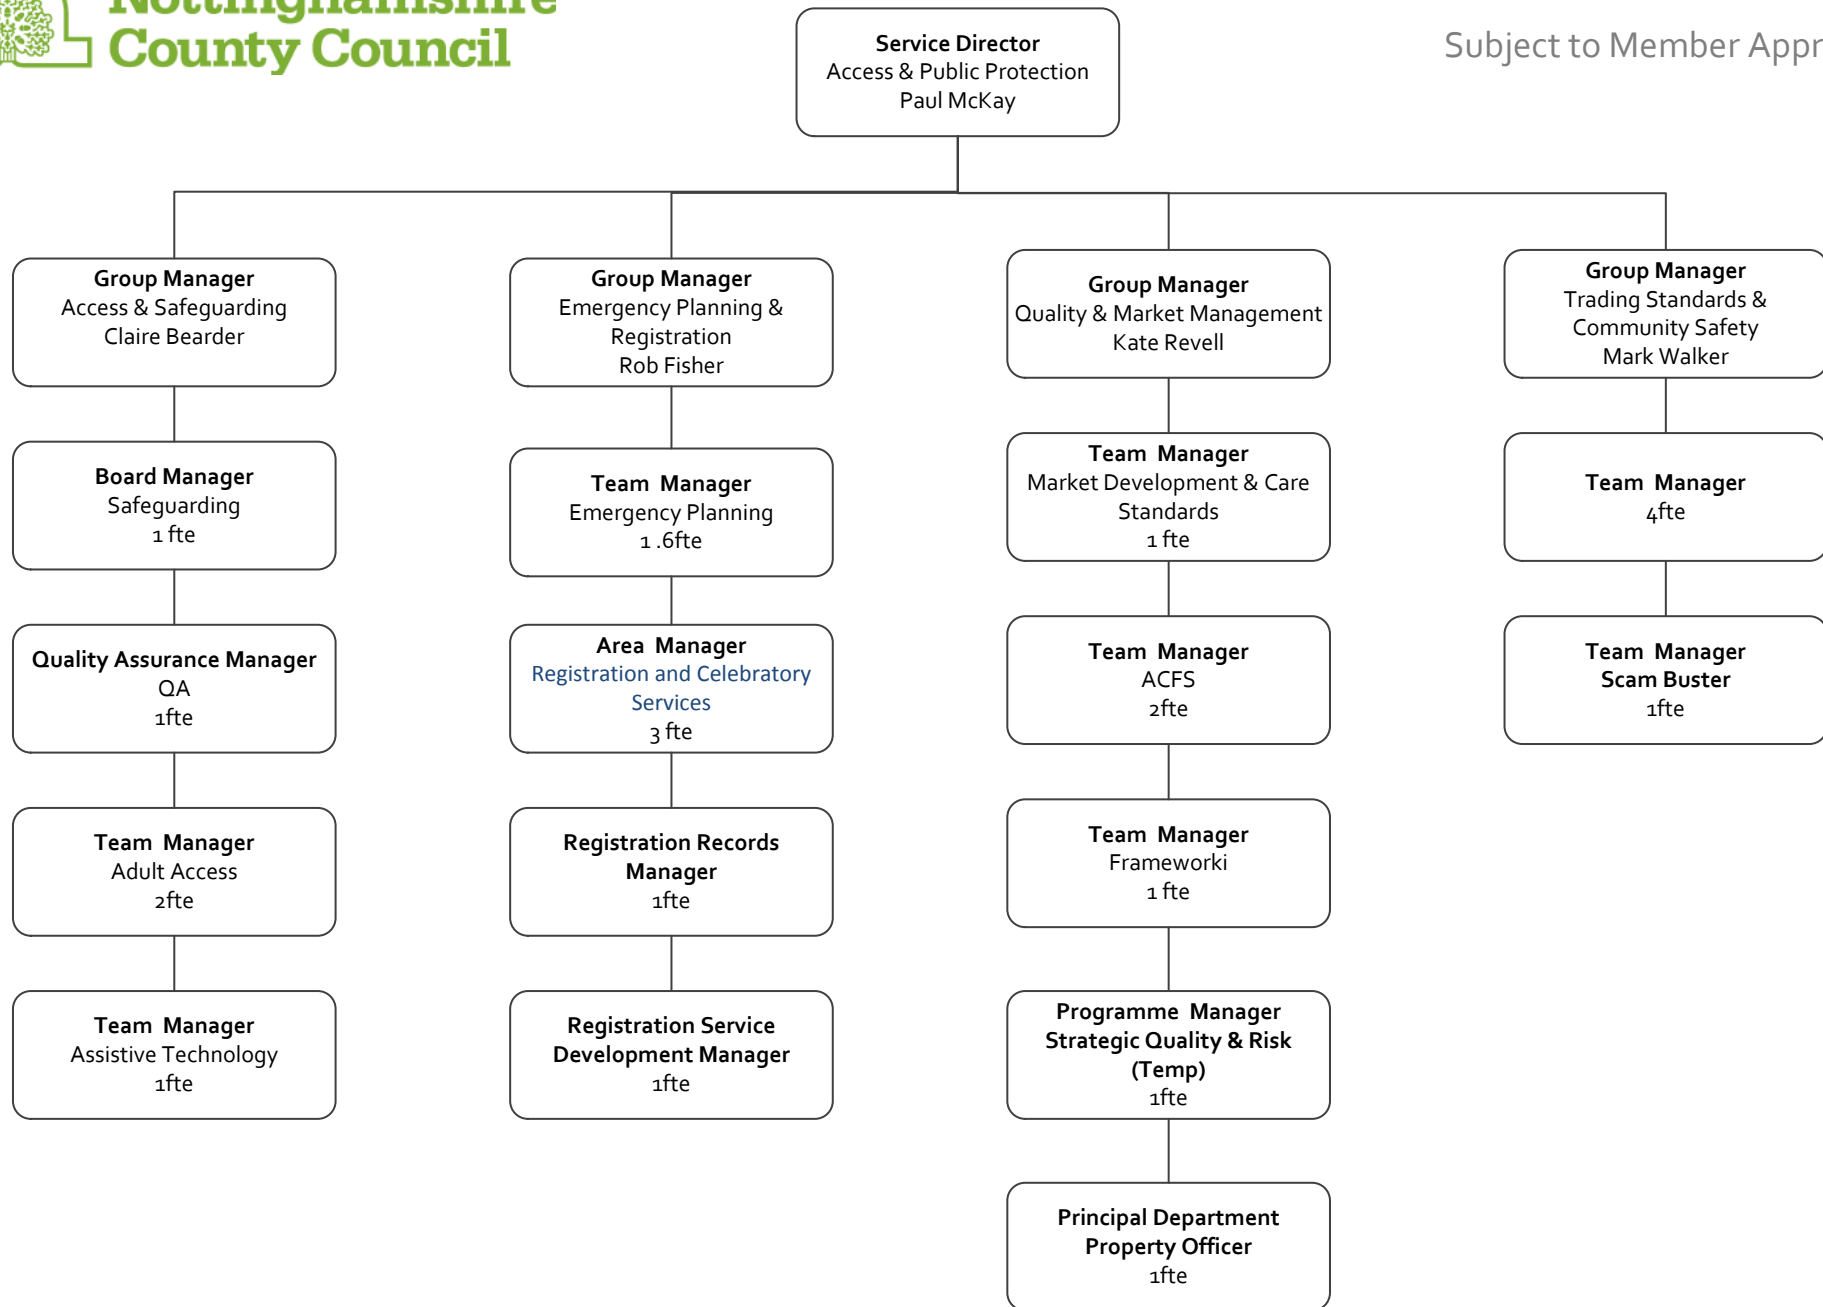 Nottinghamshire
County Council
Subject to Member
Service Director
Access & Public Protection
Paul McKay
Group Manager
Access & Safeguarding
Claire Bearder
Board Manager
Safeguarding
1 fte
Quality Assurance Manager
QA
1fte
Team Manager
Adult Access
2fte
Team Manager
Assistive Technology
1fte
Group Manager
Emergency Planning &
Registration
Rob Fisher
Team Manager
Emergency Planning
1 .6fte
Area Manager
Registration and Celebratory
Services
3 fte
Registration Records
Manager
1fte
Registration Service
Development Manager
1fte
Group Manager
Quality & Market Management
Kate Revell
Team Manager
Market Development & Care
Standards
1 fte
Team Manager
ACFS
2fte
Team Manager
Frameworki
1 fte
Programme Manager
Strategic Quality & Risk
(Temp)
1fte
Principal Department
Property Officer
1fte
Group Manager
Trading Standards &
Community Safety
Mark Walker
Team Manager
4fte
Team Manager
Scam Buster
1fte